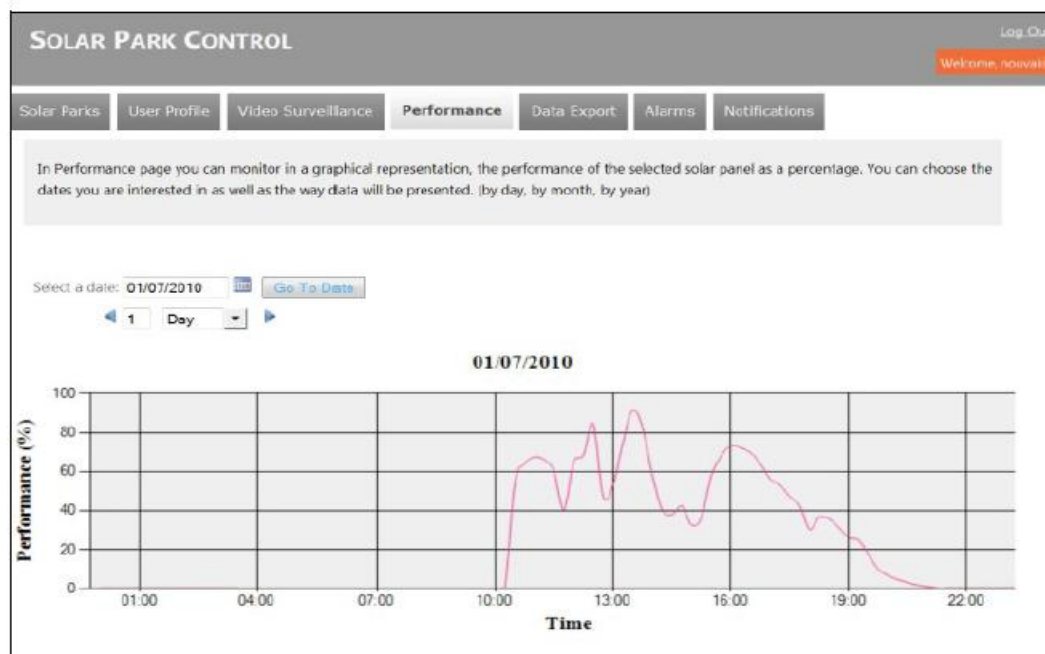 SOLAR PARK CONTROL
Log Ou
Welcome, nouvaki
Solar Parks User Profile Video Surveillance Performance Data Export Alarms Notifications
In Performance page you can monitor in a graphical representation, the performance of the selected solar panel as a percentage. You can choose the
dates you are interested in as well as the way data will be presented. (by day, by month, by year)
Select a date: 01/07/2010 Go To Date
1 Day
01/07/2010
Performance (%)
100
80
60
40
20
0
01:00 04:00 07:00 10:00 13:00 16:00 19:00 22:00
Time